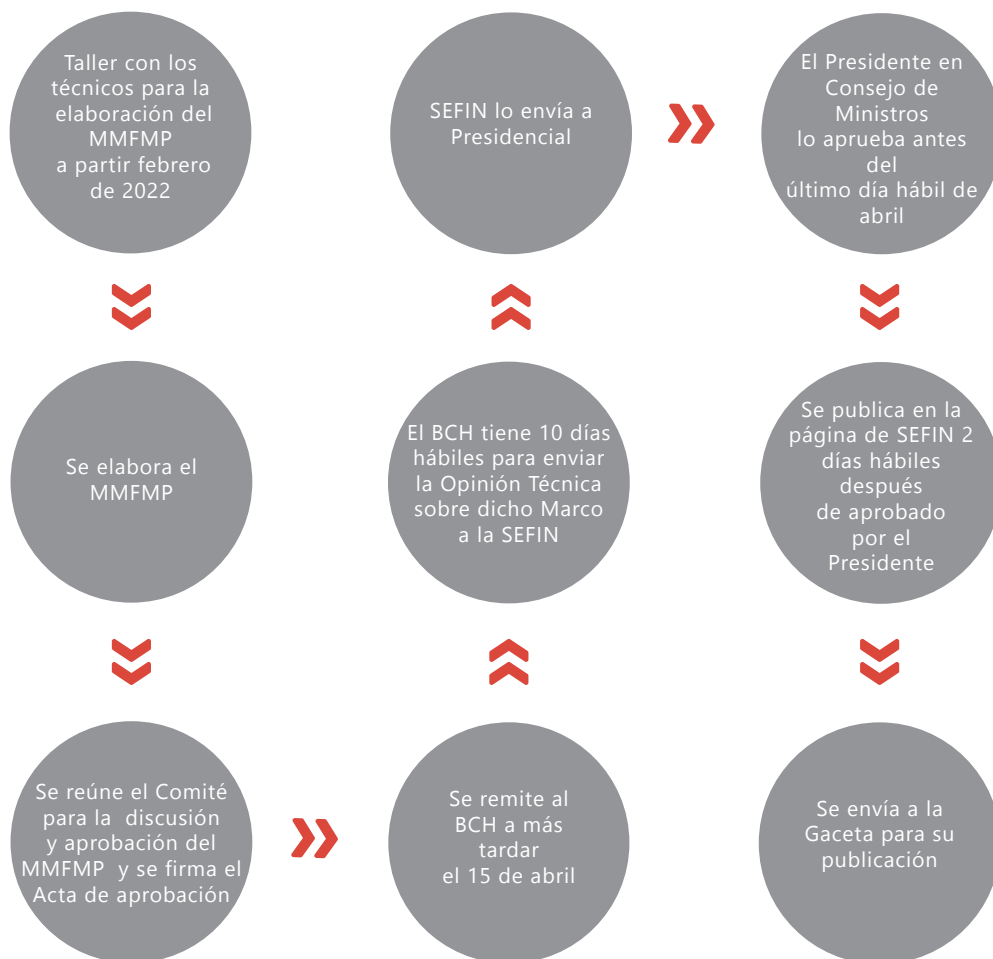 Taller con los
técnicos para la
elaboración del
MMFMP
a partir febrero
de 2022
Se elabora el
MMFMP
Se reúne el Comité
para la discusión
y aprobación del
MMFMP y se firma el
Acta de aprobación
Se remite al
BCH a más
tardar
el 15 de abril
El BCH tiene 10 días
hábiles para enviar
la Opinión Técnica
sobre dicho Marco
a la SEFIN
SEFIN lo envía a
Presidencial
El Presidente en
Consejo de
Ministros
lo aprueba antes
del
último día hábil de
abril
Se publica en la
página de SEFIN 2
días hábiles
después
de aprobado
por el
Presidente
Se envía a la
Gaceta para su
publicación